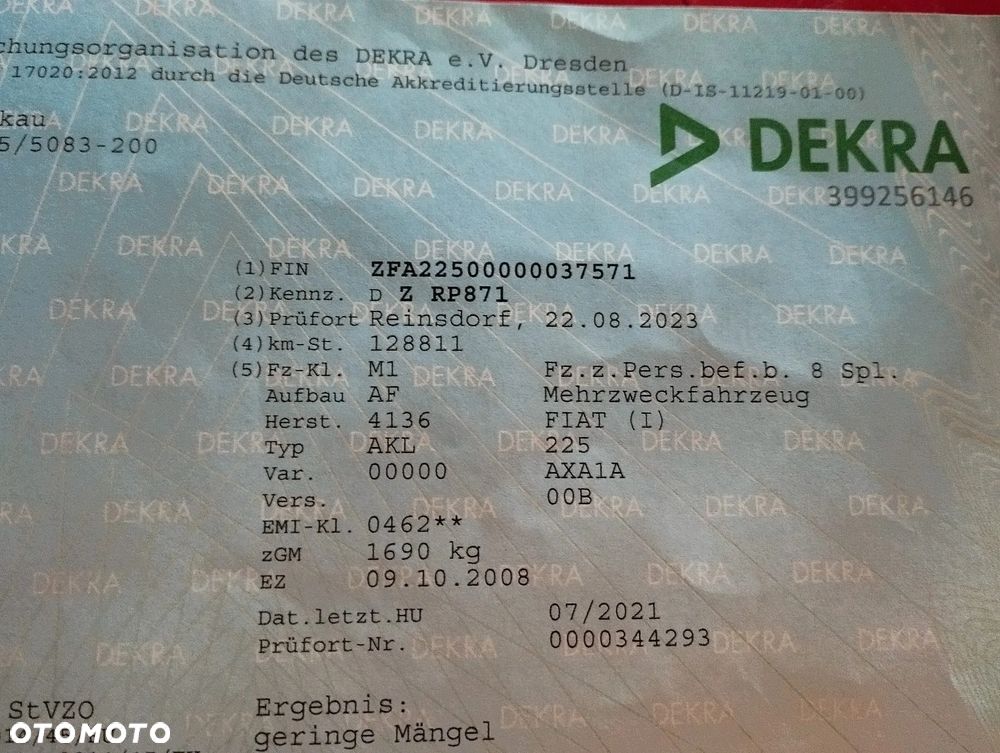 chungsorganisation des DEKRA e.V. Dresden
17020:2012 durch die Deutsche Akkreditierungsstelle (D-IS-11219-01-00)
kau
5/5083-200
DEKRA
399256146
(1) FIN ZFA22500000037571
(2) Kennz. D Z RP871
(3) Prüfort Reinsdorf, 22.08.2023
(4) km-St. 128811
(5) Fz-Kl. M1 Fz.z.Pers.bef.b. 8 Spl.
Aufbau AF Mehrzweckfahrzeug
Herst. 4136 FIAT (I)
Typ AKL 225
Var. 00000 AXA1A
Vers. 00B
EMI-Kl. 0462**
zGM 1690 kg
EZ 09.10.2008
Dat.letzt.HU 07/2021
Prüfort-Nr. 0000344293
StVZO Ergebnis:
geringe Mängel
OTOMOTO